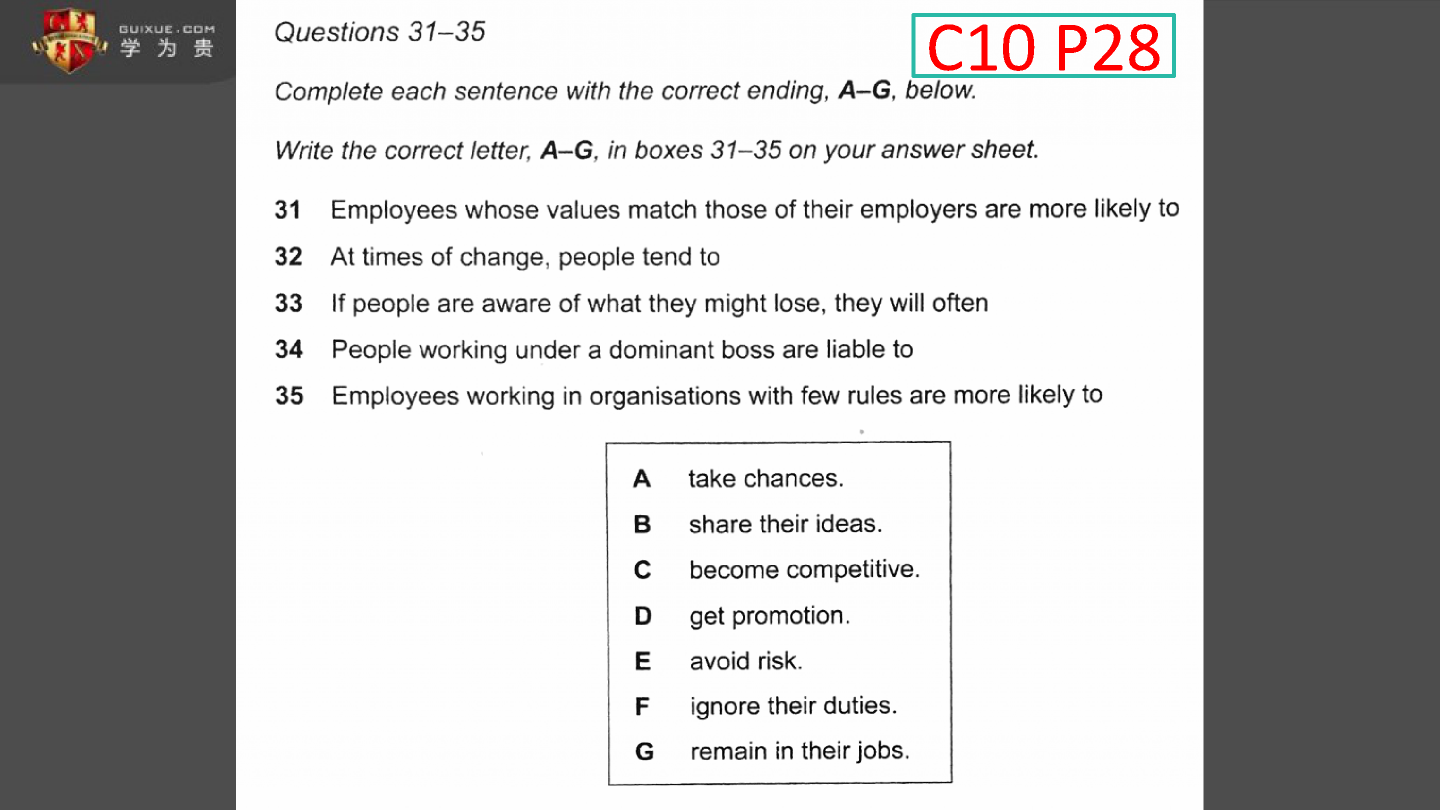 GUIXUE.COM
学为贵
C10 P28
Questions 31–35
Complete each sentence with the correct ending, A–G, below.
Write the correct letter, A–G, in boxes 31–35 on your answer sheet.
31 Employees whose values match those of their employers are more likely to
32 At times of change, people tend to
33 If people are aware of what they might lose, they will often
34 People working under a dominant boss are liable to
35 Employees working in organisations with few rules are more likely to
A take chances.
B share their ideas.
C become competitive.
D get promotion.
E avoid risk.
F ignore their duties.
G remain in their jobs.